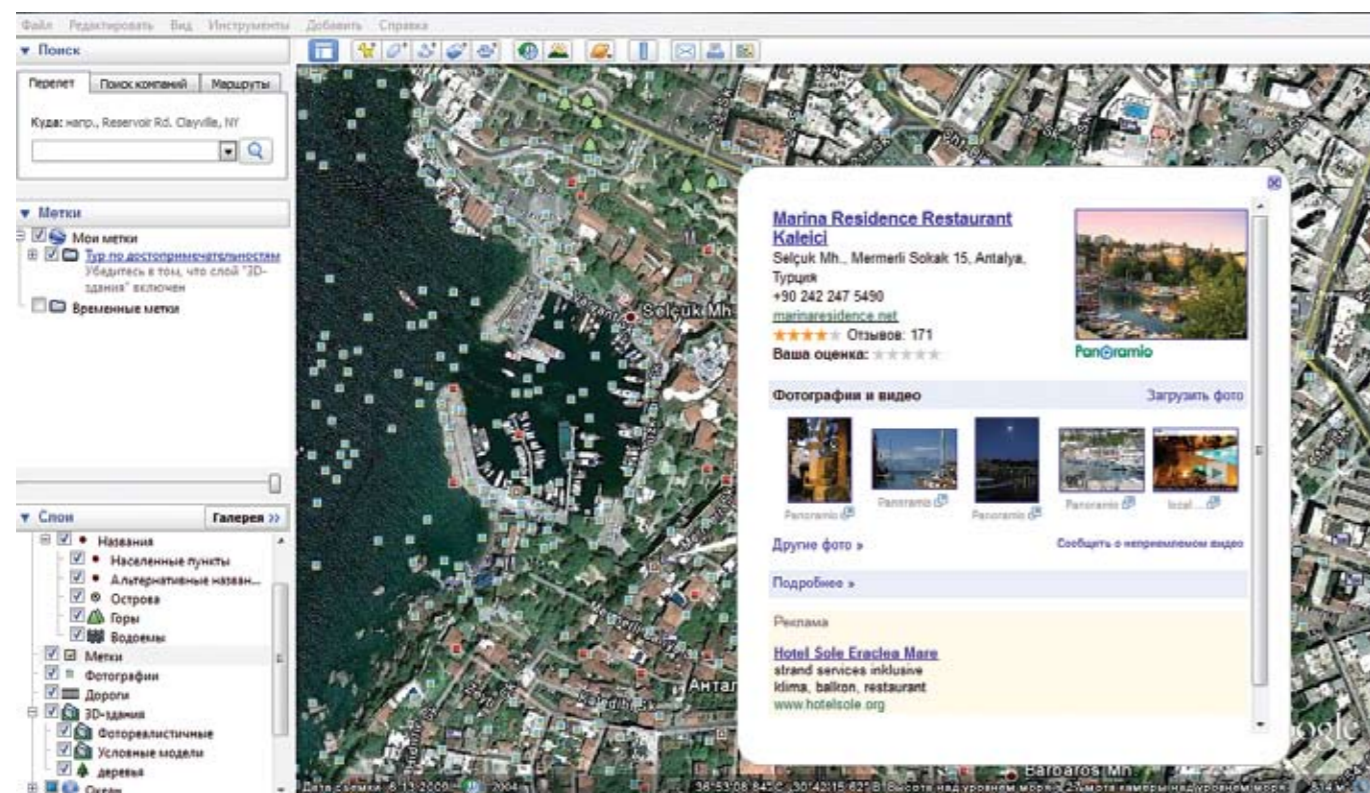 Файл Редактировать Вид Инструменты Добавить Справка
Поиск
Перелет Поиск компаний Маршруты
Куда: напр., Reservoir Rd. Clayville, NY
Метки
Мои метки
Тур по достопримечательностям
Убедитесь в том, что слой "3D-
здания" включен
Временные метки
Слои
Галерея »
Названия
Населенные пункты
Альтернативные назван...
Острова
Горы
Водоемы
Метки
Фотографии
Дороги
3D-здания
Фотореалистичные
Условные модели
деревья
Океан
Selçuk Mh.
Marina Residence Restaurant
Kaleici
Selçuk Mh., Mermerli Sokak 15, Antalya,
Турция
+90 242 247 5490
marinaresidence.net
Отзывов: 171
Ваша оценка:
Panoramio
Фотографии и видео
Загрузить фото
Panoramio
Panoramio
Panoramio
Panoramio
local ...
Другие фото »
Сообщить о неприемлемом видео
Подробнее »
Реклама
Hotel Sole Eraclea Mare
strand services inklusive
klima, balkon, restaurant
www.hotelsole.org
Barbaros Mh.
2004